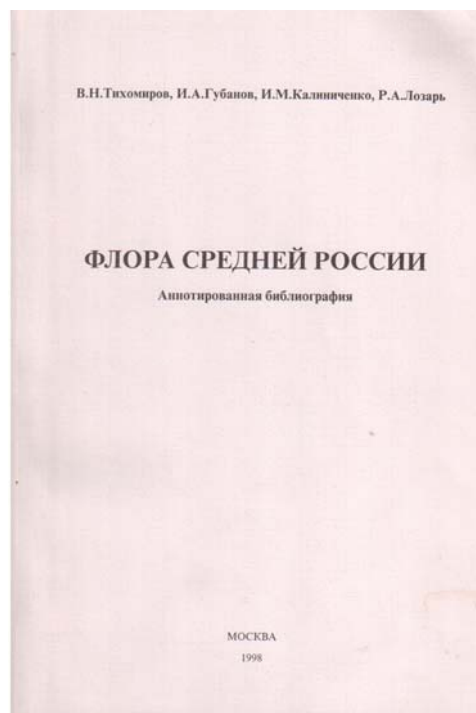 В.Н.Тихомиров, И.А.Губанов, И.М.Калиниченко, Р.А.Лозарь
ФЛОРА СРЕДНЕЙ РОССИИ
Аннотированная библиография
МОСКВА
1998